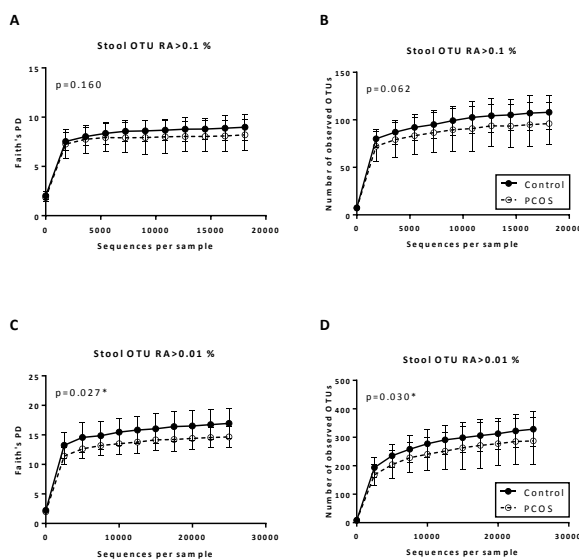 A
Stool OTU RA>0.1 %
p=0.160
Faith's PD
15
10
5
0
0 5000 10000 15000 20000
Sequences per sample
B
Stool OTU RA>0.1 %
p=0.062
Number of observed OTUs
150
100
50
0
0 5000 10000 15000 20000
Sequences per sample
Control
PCOS
C
Stool OTU RA>0.01 %
p=0.027*
Faith's PD
25
20
15
10
5
0
0 10000 20000 30000
Sequences per sample
D
Stool OTU RA>0.01 %
p=0.030*
Number of observed OTUs
500
400
300
200
100
0
0 10000 20000 30000
Sequences per sample
Control
PCOS